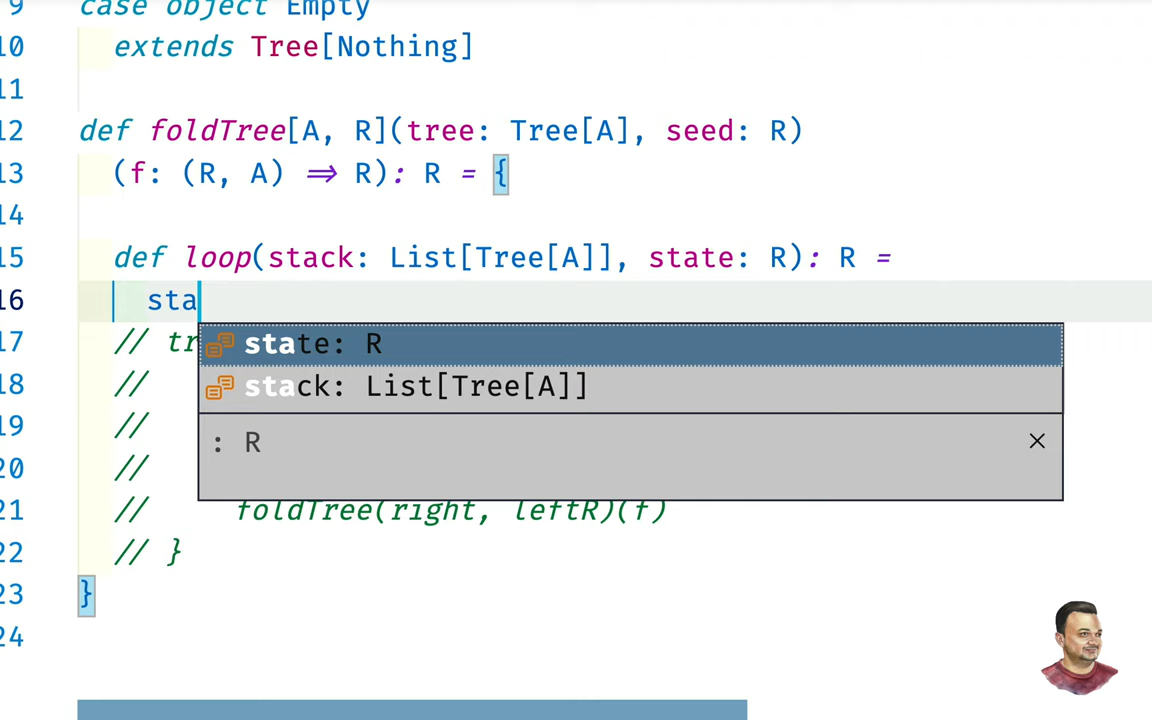 9 case object Empty
10 extends Tree[Nothing]
11
12 def foldTree[A, R](tree: Tree[A], seed: R)
13 (f: (R, A) => R): R = {
14
15 def loop(stack: List[Tree[A]], state: R): R =
16 sta
17 // tr
state: R
18 //
stack: List[Tree[A]]
19 //
: R
20 //
21 // foldTree(right, leftR)(f)
22 // }
23 }
24